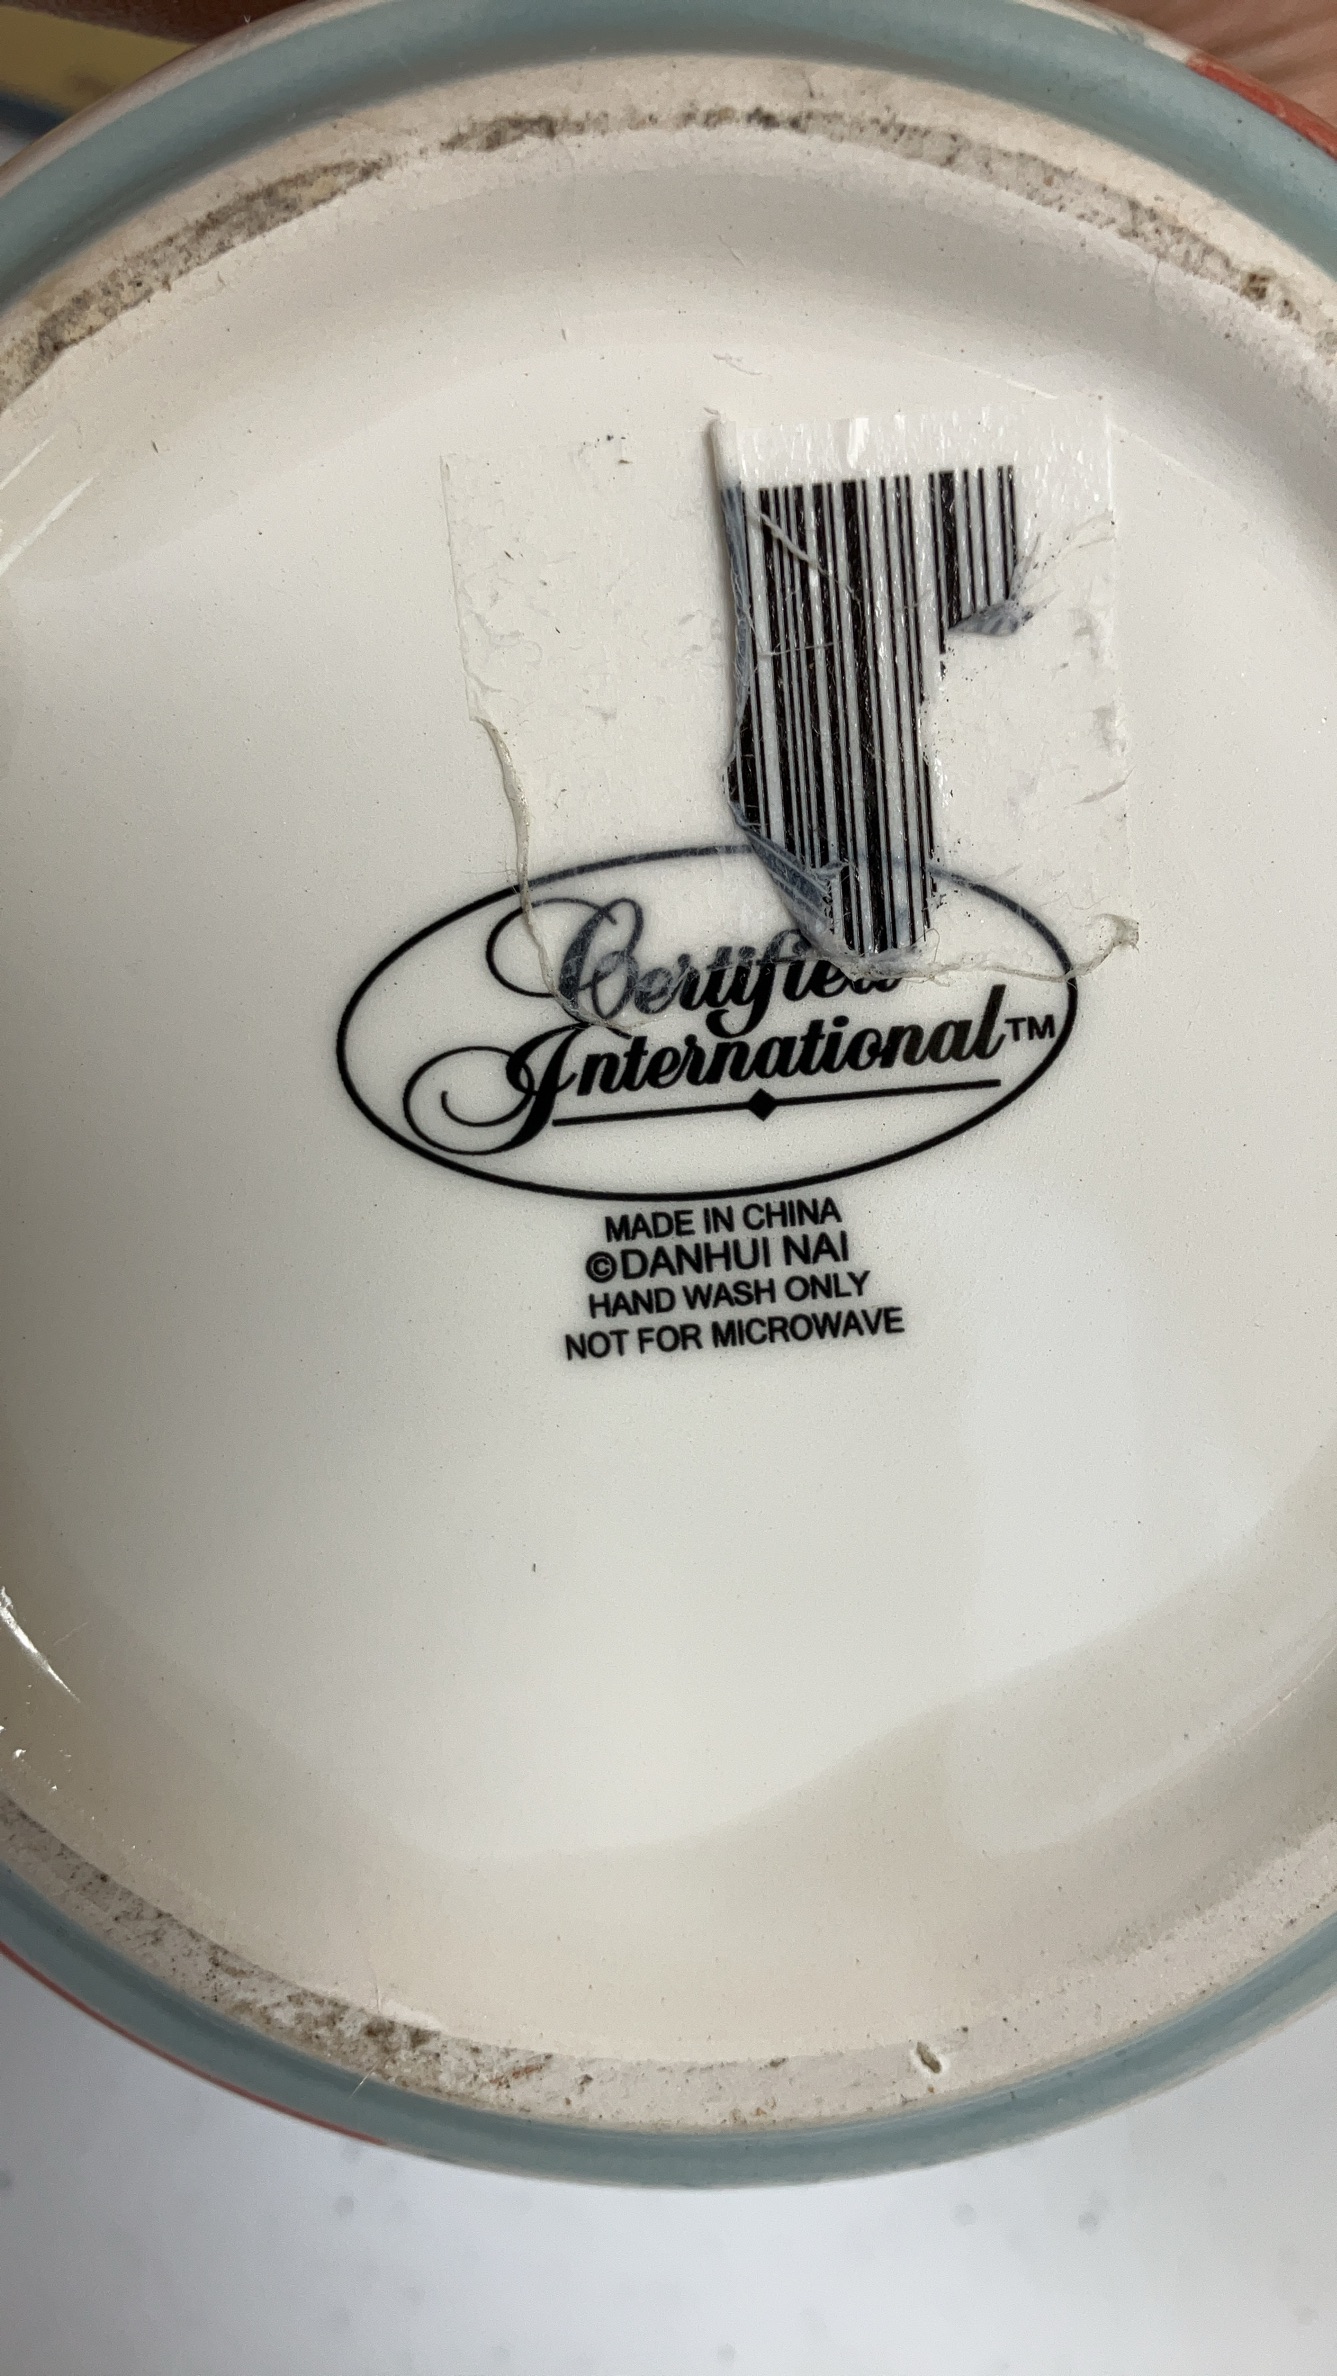 Certified
International™
MADE IN CHINA
©DANHUI NAI
HAND WASH ONLY
NOT FOR MICROWAVE